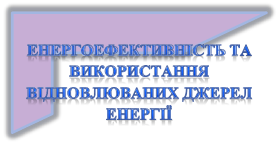 ЕНЕРГОЕФЕКТИВНІСТЬ ТА
ВИКОРИСТАННЯ
ВІДНОВЛЮВАНИХ ДЖЕРЕЛ
ЕНЕРГІЇ